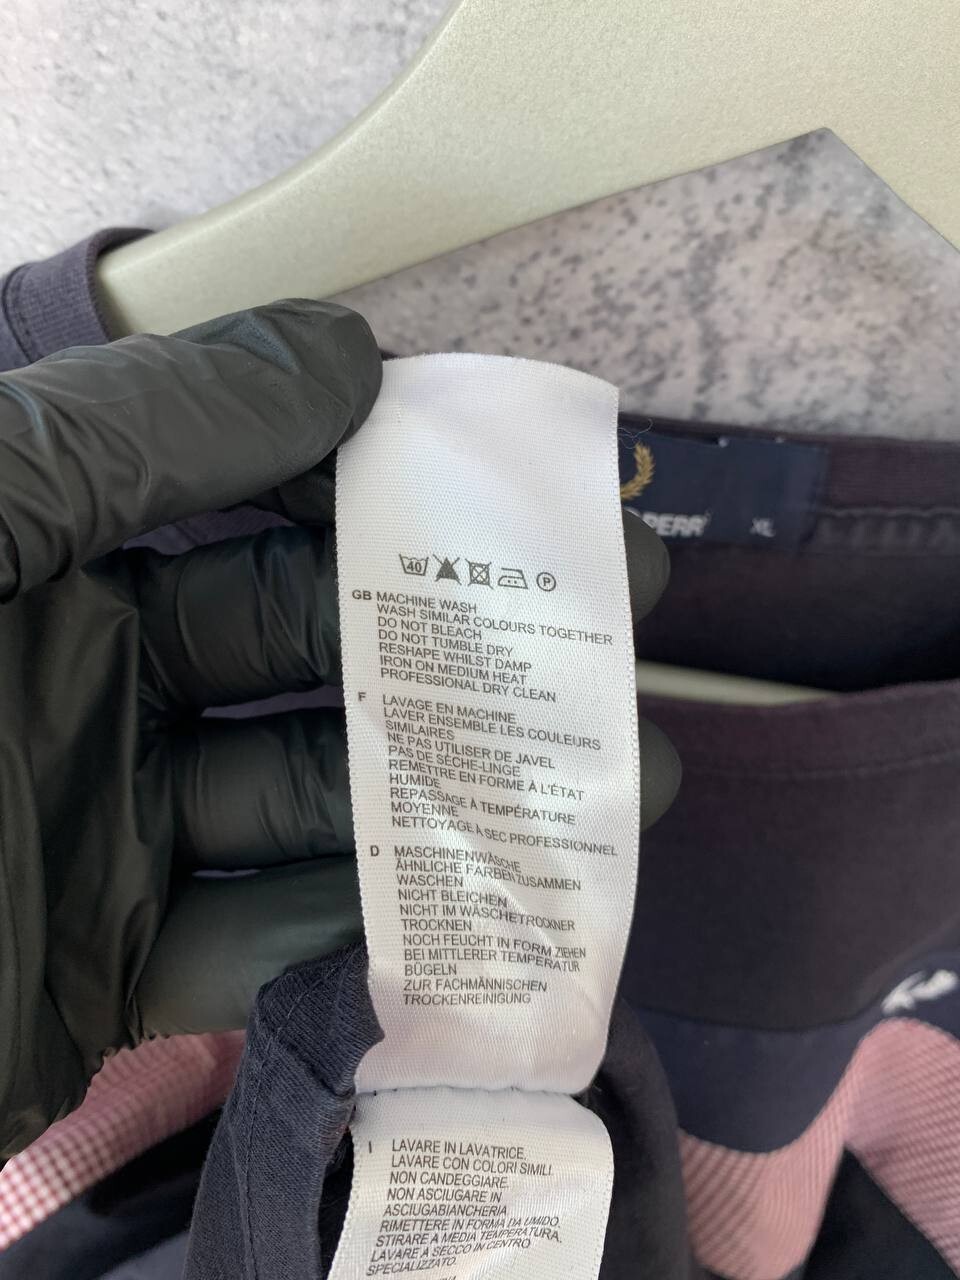 PERRY XL
40 P
GB MACHINE WASH
WASH SIMILAR COLOURS TOGETHER
DO NOT BLEACH
DO NOT TUMBLE DRY
RESHAPE WHILST DAMP
IRON ON MEDIUM HEAT
PROFESSIONAL DRY CLEAN
F LAVAGE EN MACHINE
LAVER ENSEMBLE LES COULEURS
SIMILAIRES
NE PAS UTILISER DE JAVEL
PAS DE SÈCHE-LINGE
REMETTRE EN FORME À L'ÉTAT
HUMIDE
REPASSAGE À TEMPÉRATURE
MOYENNE
NETTOYAGE À SEC PROFESSIONNEL
D MASCHINENWÄSCHE
ÄHNLICHE FARBEN ZUSAMMEN
WASCHEN
NICHT BLEICHEN
NICHT IM WÄSCHETROCKNER
TROCKNEN
NOCH FEUCHT IN FORM ZIEHEN
BEI MITTLERER TEMPERATUR
BÜGELN
ZUR FACHMÄNNISCHEN
TROCKENREINIGUNG
I LAVARE IN LAVATRICE.
LAVARE CON COLORI SIMILI.
NON CANDEGGIARE.
NON ASCIUGARE IN
ASCIUGABIANCHERIA
RIMETTERE IN FORMA DA UMIDO.
STIRARE A MEDIA TEMPERATURA.
LAVARE A SECCO IN CENTRO
SPECIALIZZATO.